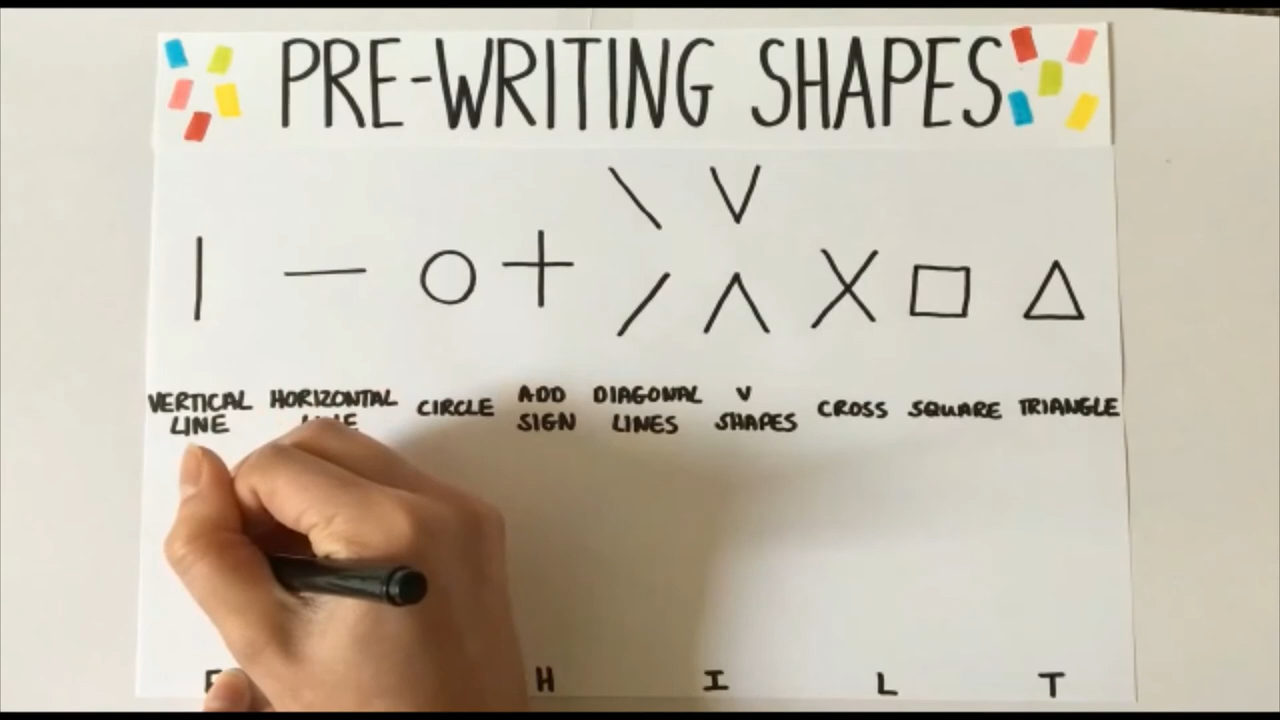 PRE-WRITING SHAPES
VERTICAL LINE
HORIZONTAL
CIRCLE
ADD SIGN
DIAGONAL LINES
V SHAPES
CROSS
SQUARE
TRIANGLE
H I L T